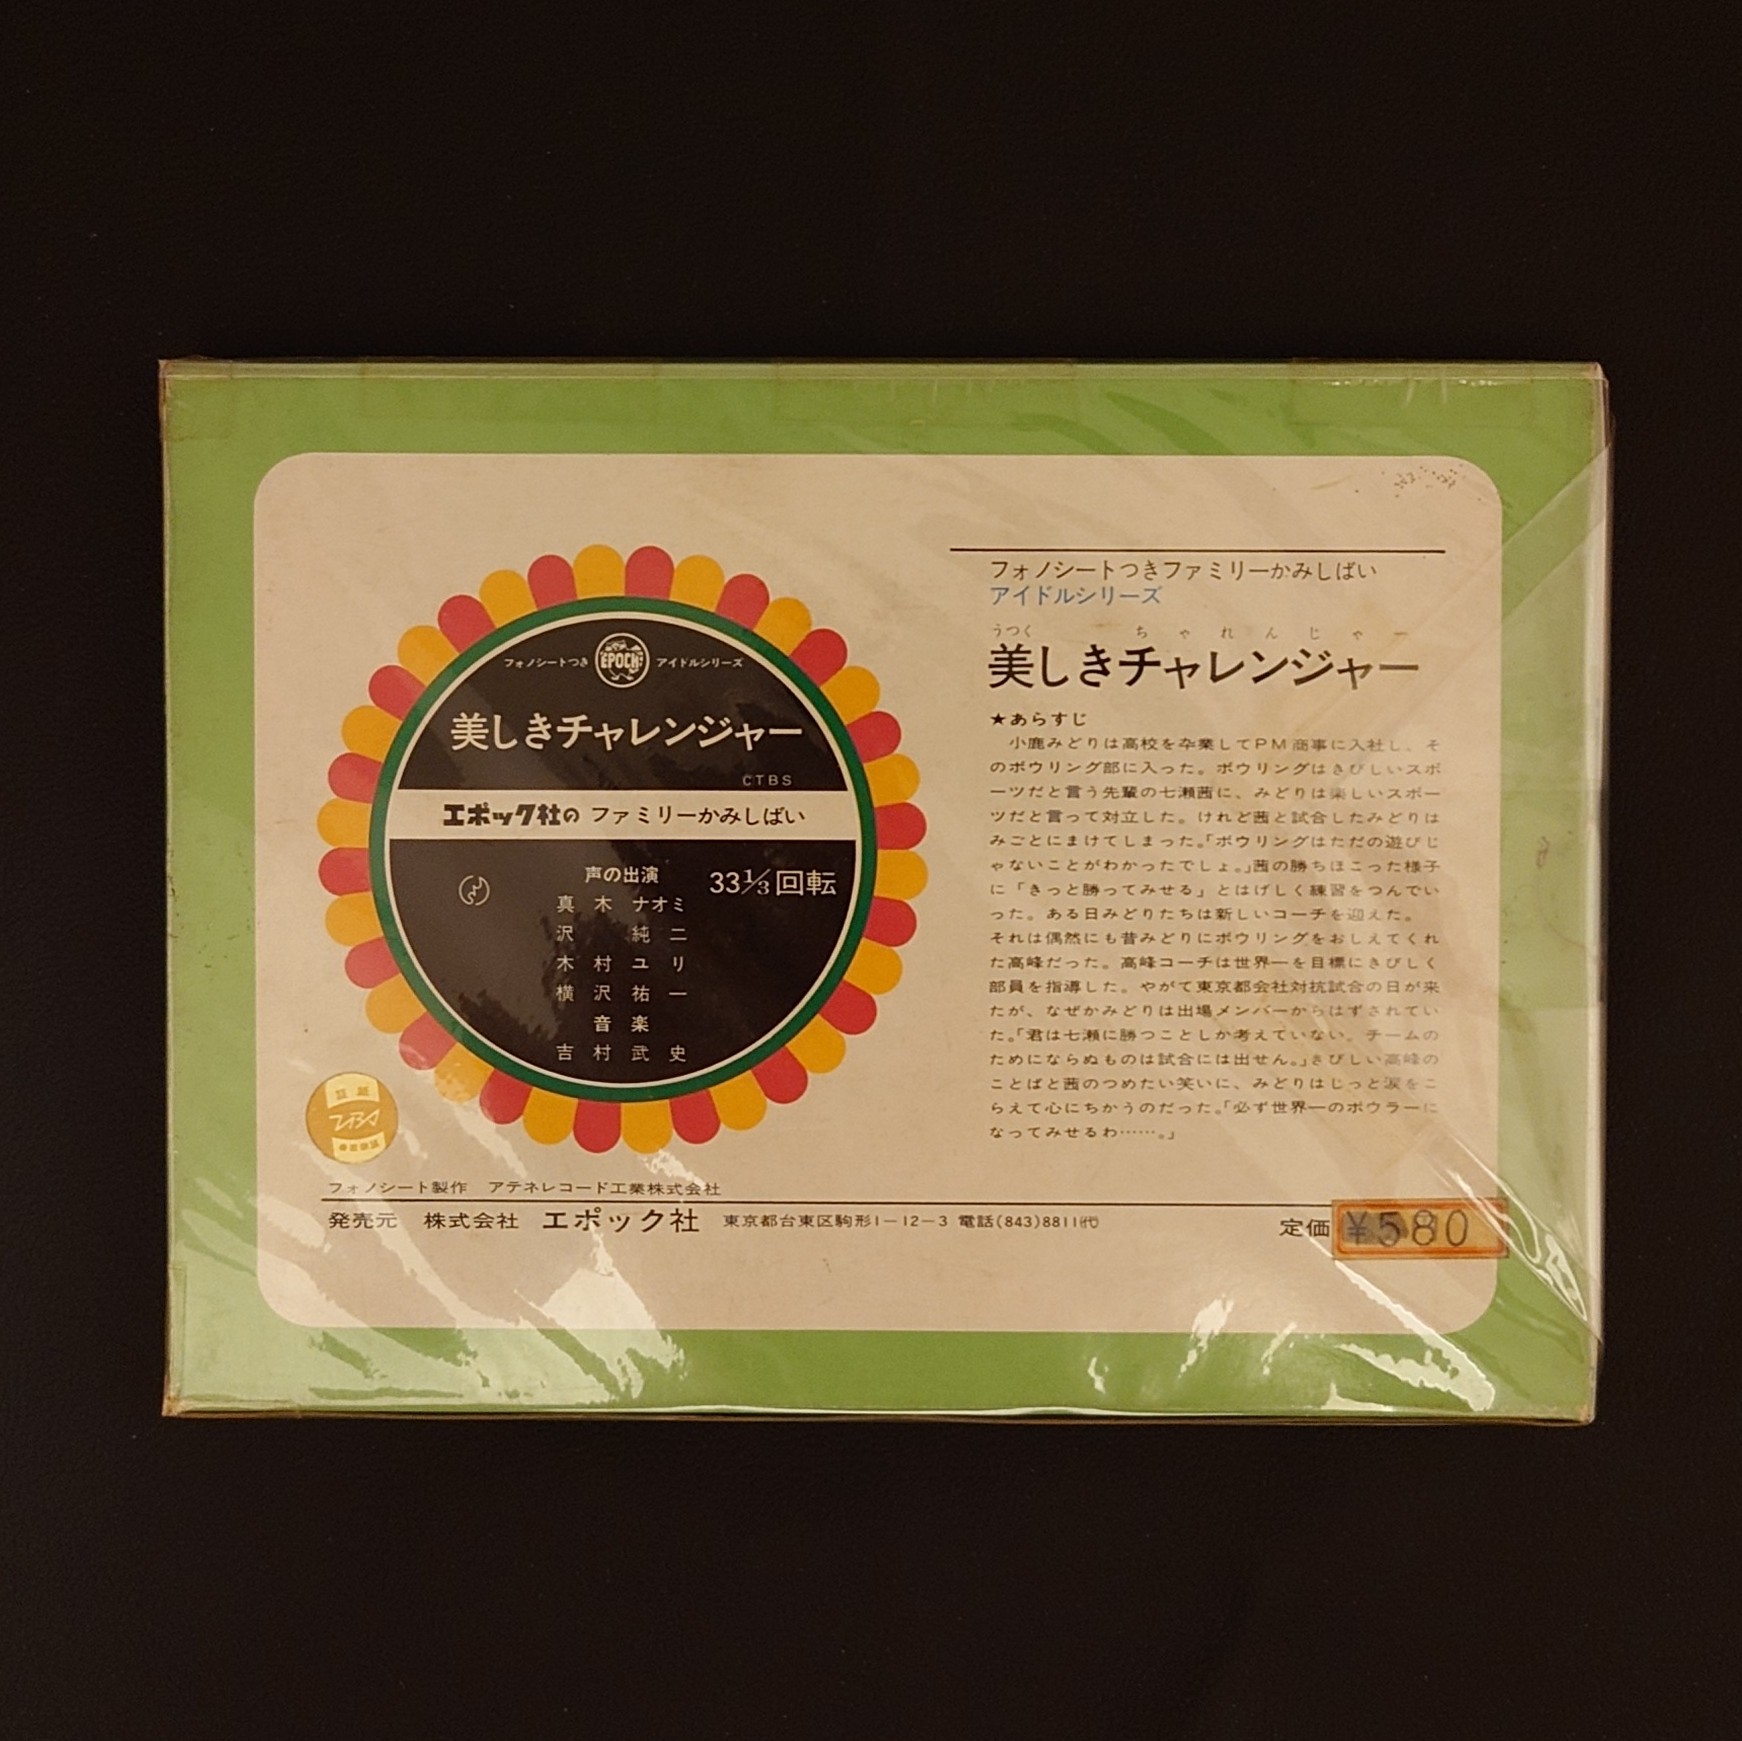 フォノシートつき
EPOCH
アイドルシリーズ
美しきチャレンジャー
CTBS
エポック社の ファミリーかみしばい
声の出演
33⅓回転
真木ナオミ
沢純二
木村ユリ
横沢祐一
音楽
吉村武史
証紙
TBS
フォノシートつきファミリーかみしばい
アイドルシリーズ
うつく ちゃれんじゃー
美しきチャレンジャー
★あらすじ
小鹿みどりは高校を卒業してPM商事に入社し、そ
のボウリング部に入った。ボウリングはきびしいスポ
ーツだと言う先輩の七瀬茜に、みどりは楽しいスポー
ツだと言って対立した。けれど茜と試合したみどりは
みごとにまけてしまった。「ボウリングはただの遊びじ
ゃないことがわかったでしょ。」茜の勝ちほこった様子
に「きっと勝ってみせる」とはげしく練習をつんでい
った。ある日みどりたちは新しいコーチを迎えた。
それは偶然にも昔みどりにボウリングをおしえてくれ
た高峰だった。高峰コーチは世界一を目標にきびしく
部員を指導した。やがて東京都会社対抗試合の日が来
たが、なぜかみどりは出場メンバーからはずされてい
た。「君は七瀬に勝つことしか考えていない。チームの
ためにならぬものは試合には出せん。」きびしい高峰の
ことばと茜のつめたい笑いに、みどりはじっと涙をこ
らえて心にちかうのだった。「必ず世界一のボウラーに
なってみせるわ……。」
フォノシート製作 アテネレコード工業株式会社
発売元 株式会社 エポック社 東京都台東区駒形1-12-3 電話(843)8811代
定価 ¥580